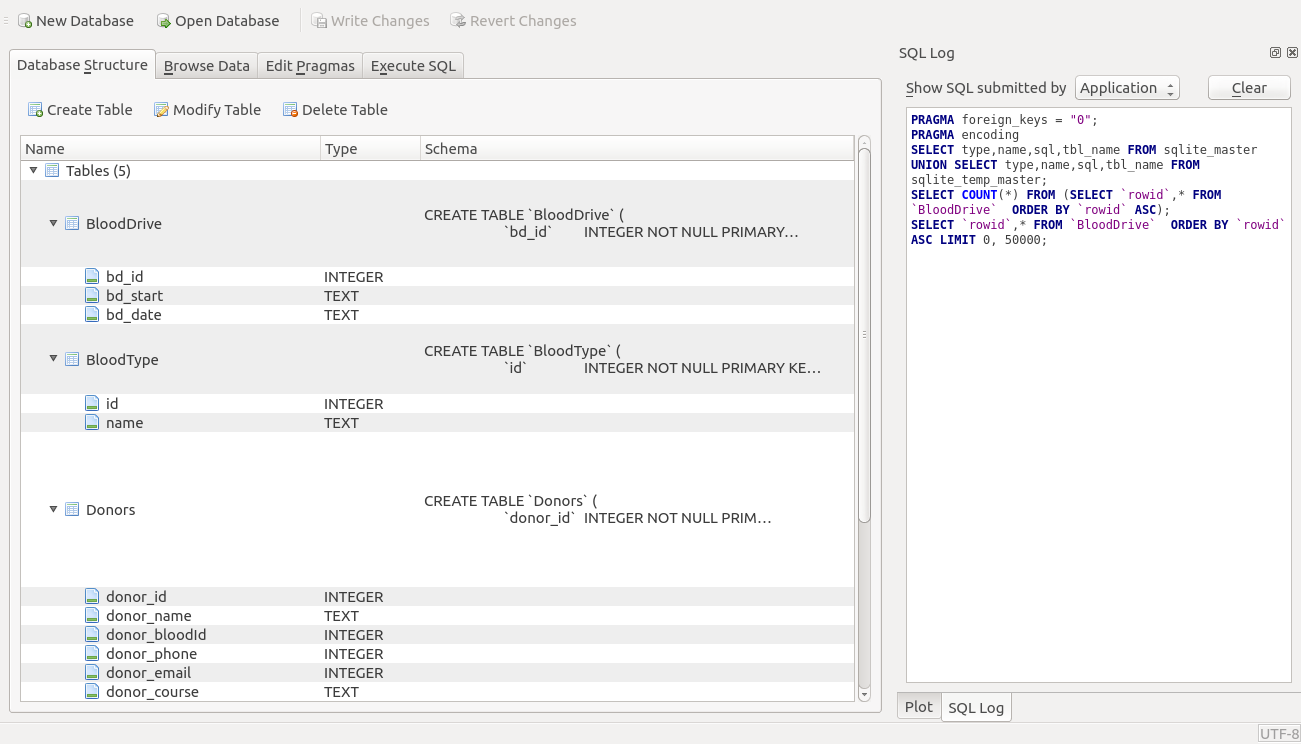 New Database Open Database Write Changes Revert Changes
Database Structure Browse Data Edit Pragmas Execute SQL
Create Table Modify Table Delete Table
Name Type Schema
Tables (5)
BloodDrive
CREATE TABLE `BloodDrive` (
`bd_id` INTEGER NOT NULL PRIMARY...
bd_id INTEGER
bd_start TEXT
bd_date TEXT
BloodType
CREATE TABLE `BloodType` (
`id` INTEGER NOT NULL PRIMARY KE...
id INTEGER
name TEXT
Donors
CREATE TABLE `Donors` (
`donor_id` INTEGER NOT NULL PRIM...
donor_id INTEGER
donor_name TEXT
donor_bloodId INTEGER
donor_phone INTEGER
donor_email INTEGER
donor_course TEXT
SQL Log
Show SQL submitted by Application Clear
PRAGMA foreign_keys = "0";
PRAGMA encoding
SELECT type,name,sql,tbl_name FROM sqlite_master
UNION SELECT type,name,sql,tbl_name FROM
sqlite_temp_master;
SELECT COUNT(*) FROM (SELECT `rowid`,* FROM
`BloodDrive`  ORDER BY `rowid` ASC);
SELECT `rowid`,* FROM `BloodDrive`  ORDER BY `rowid`
ASC LIMIT 0, 50000;
Plot SQL Log
UTF-8